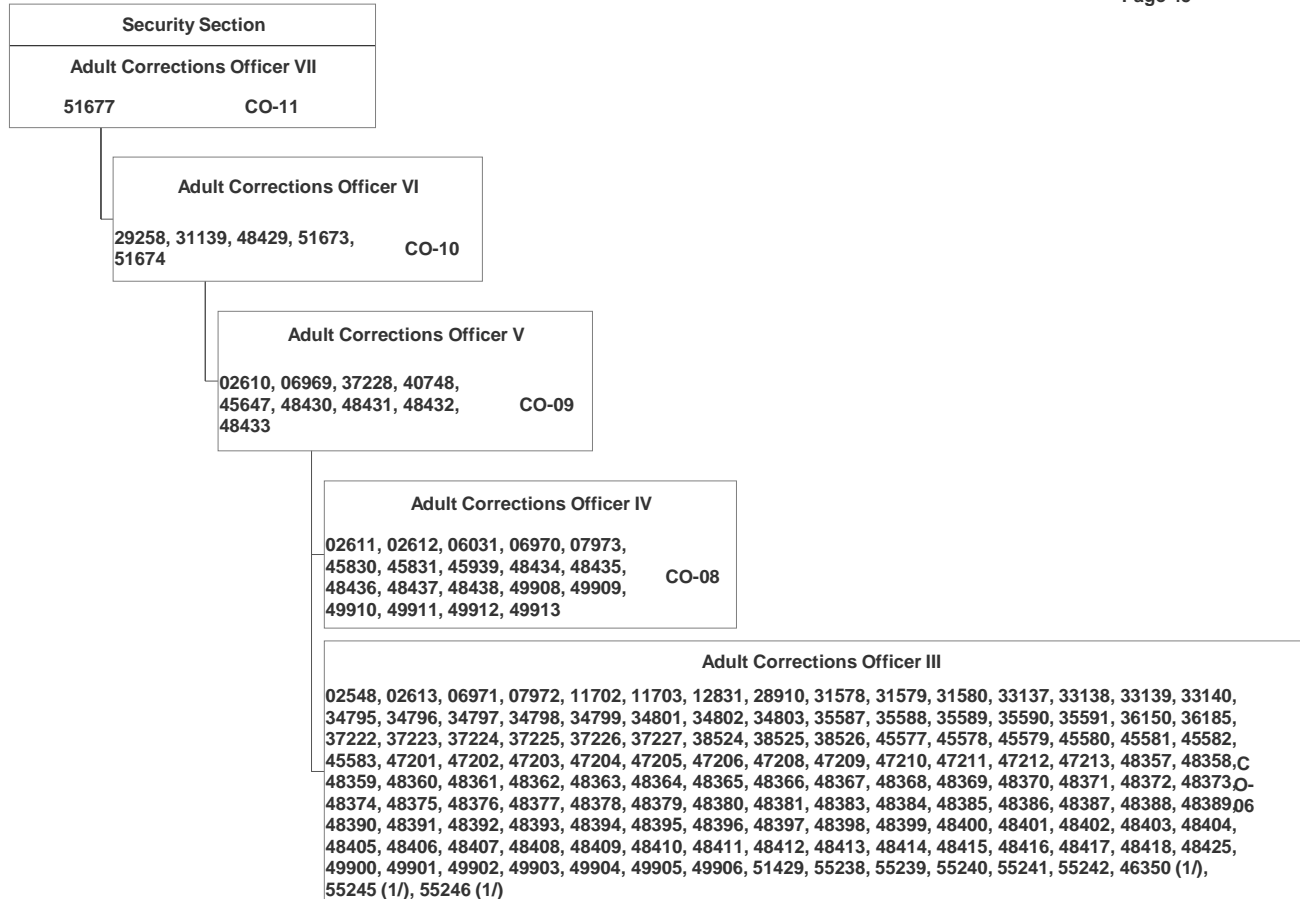 Security Section
Adult Corrections Officer VII
51677 CO-11
Adult Corrections Officer VI
29258, 31139, 48429, 51673,
51674
CO-10
Adult Corrections Officer V
02610, 06969, 37228, 40748,
45647, 48430, 48431, 48432,
48433
CO-09
Adult Corrections Officer IV
02611, 02612, 06031, 06970, 07973,
45830, 45831, 45939, 48434, 48435,
48436, 48437, 48438, 49908, 49909,
49910, 49911, 49912, 49913
CO-08
Adult Corrections Officer III
02548, 02613, 06971, 07972, 11702, 11703, 12831, 28910, 31578, 31579, 31580, 33137, 33138, 33139, 33140,
34795, 34796, 34797, 34798, 34799, 34801, 34802, 34803, 35587, 35588, 35589, 35590, 35591, 36150, 36185,
37222, 37223, 37224, 37225, 37226, 37227, 38524, 38525, 38526, 45577, 45578, 45579, 45580, 45581, 45582,
45583, 47201, 47202, 47203, 47204, 47205, 47206, 47208, 47209, 47210, 47211, 47212, 47213, 48357, 48358,
48359, 48360, 48361, 48362, 48363, 48364, 48365, 48366, 48367, 48368, 48369, 48370, 48371, 48372, 48373,
48374, 48375, 48376, 48377, 48378, 48379, 48380, 48381, 48383, 48384, 48385, 48386, 48387, 48388, 48389,
48390, 48391, 48392, 48393, 48394, 48395, 48396, 48397, 48398, 48399, 48400, 48401, 48402, 48403, 48404,
48405, 48406, 48407, 48408, 48409, 48410, 48411, 48412, 48413, 48414, 48415, 48416, 48417, 48418, 48425,
49900, 49901, 49902, 49903, 49904, 49905, 49906, 51429, 55238, 55239, 55240, 55241, 55242, 46350 (1/),
55245 (1/), 55246 (1/)
C
O-
06